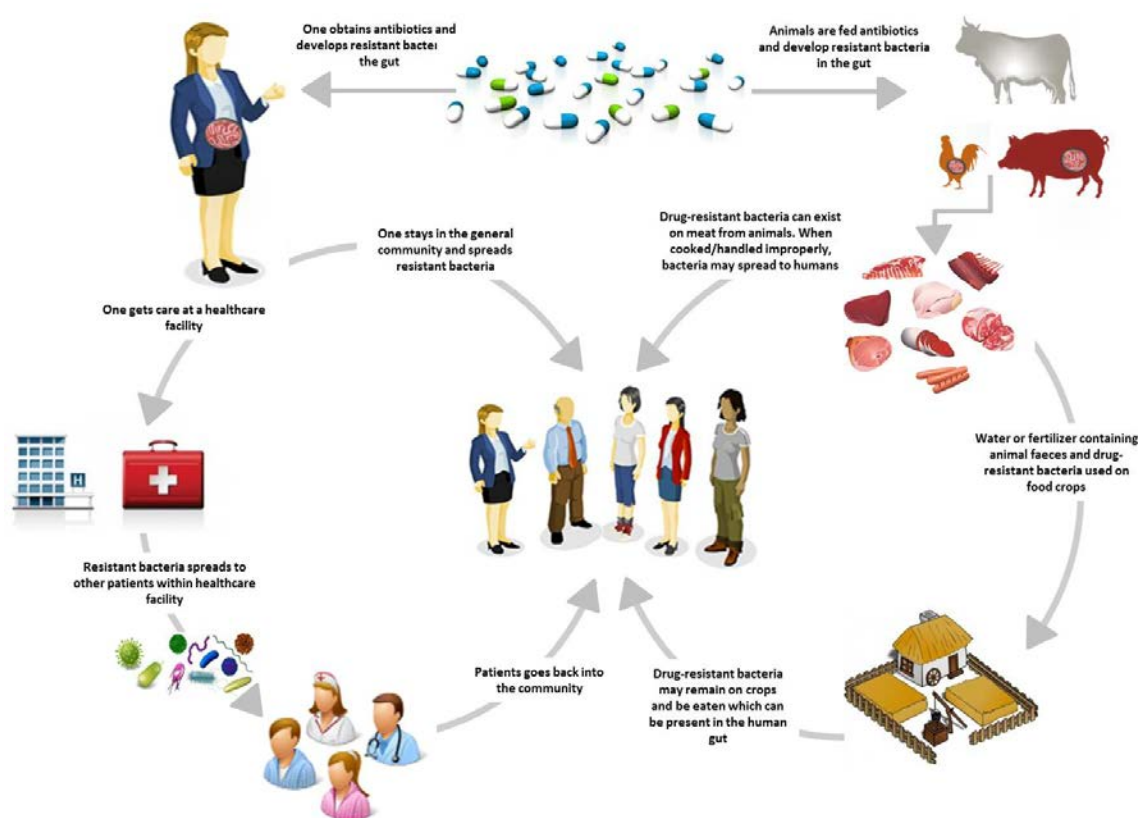 One obtains antibiotics and
develops resistant bacte
the gut
Animals are fed antibiotics
and develop resistant bacteria
in the gut
One stays in the general
community and spreads
resistant bacteria
Drug-resistant bacteria can exist
on meat from animals. When
cooked/handled improperly,
bacteria may spread to humans
One gets care at a healthcare
facility
H
Water or fertilizer containing
animal faeces and drug-
resistant bacteria used on
food crops
Resistant bacteria spreads to
other patients within healthcare
facility
Patients goes back into
the community
Drug-resistant bacteria
may remain on crops
and be eaten which can
be present in the human
gut